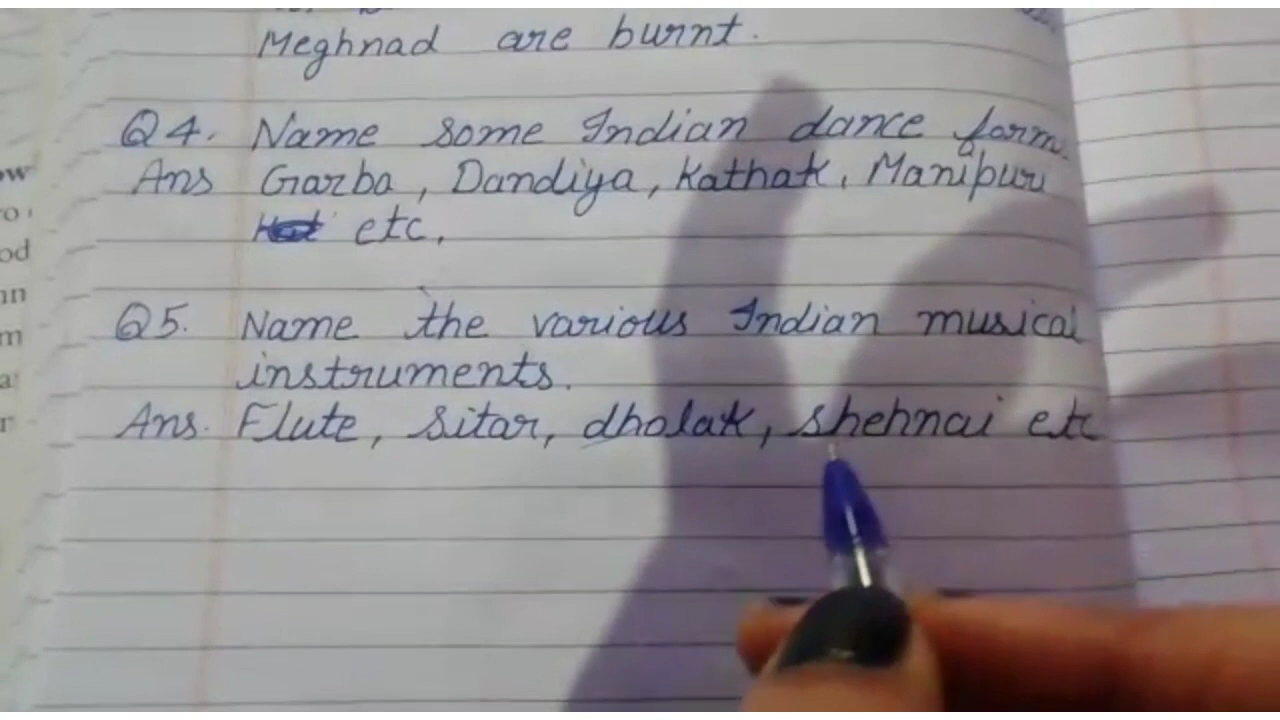 Meghnad are burnt.
Q4. Name some Indian dance form.
Ans Garba, Dandiya, Kathak, Manipuri
etc.
Q5. Name the various Indian musical
instruments.
Ans. Flute, Sitar, dholak, shehnai etc